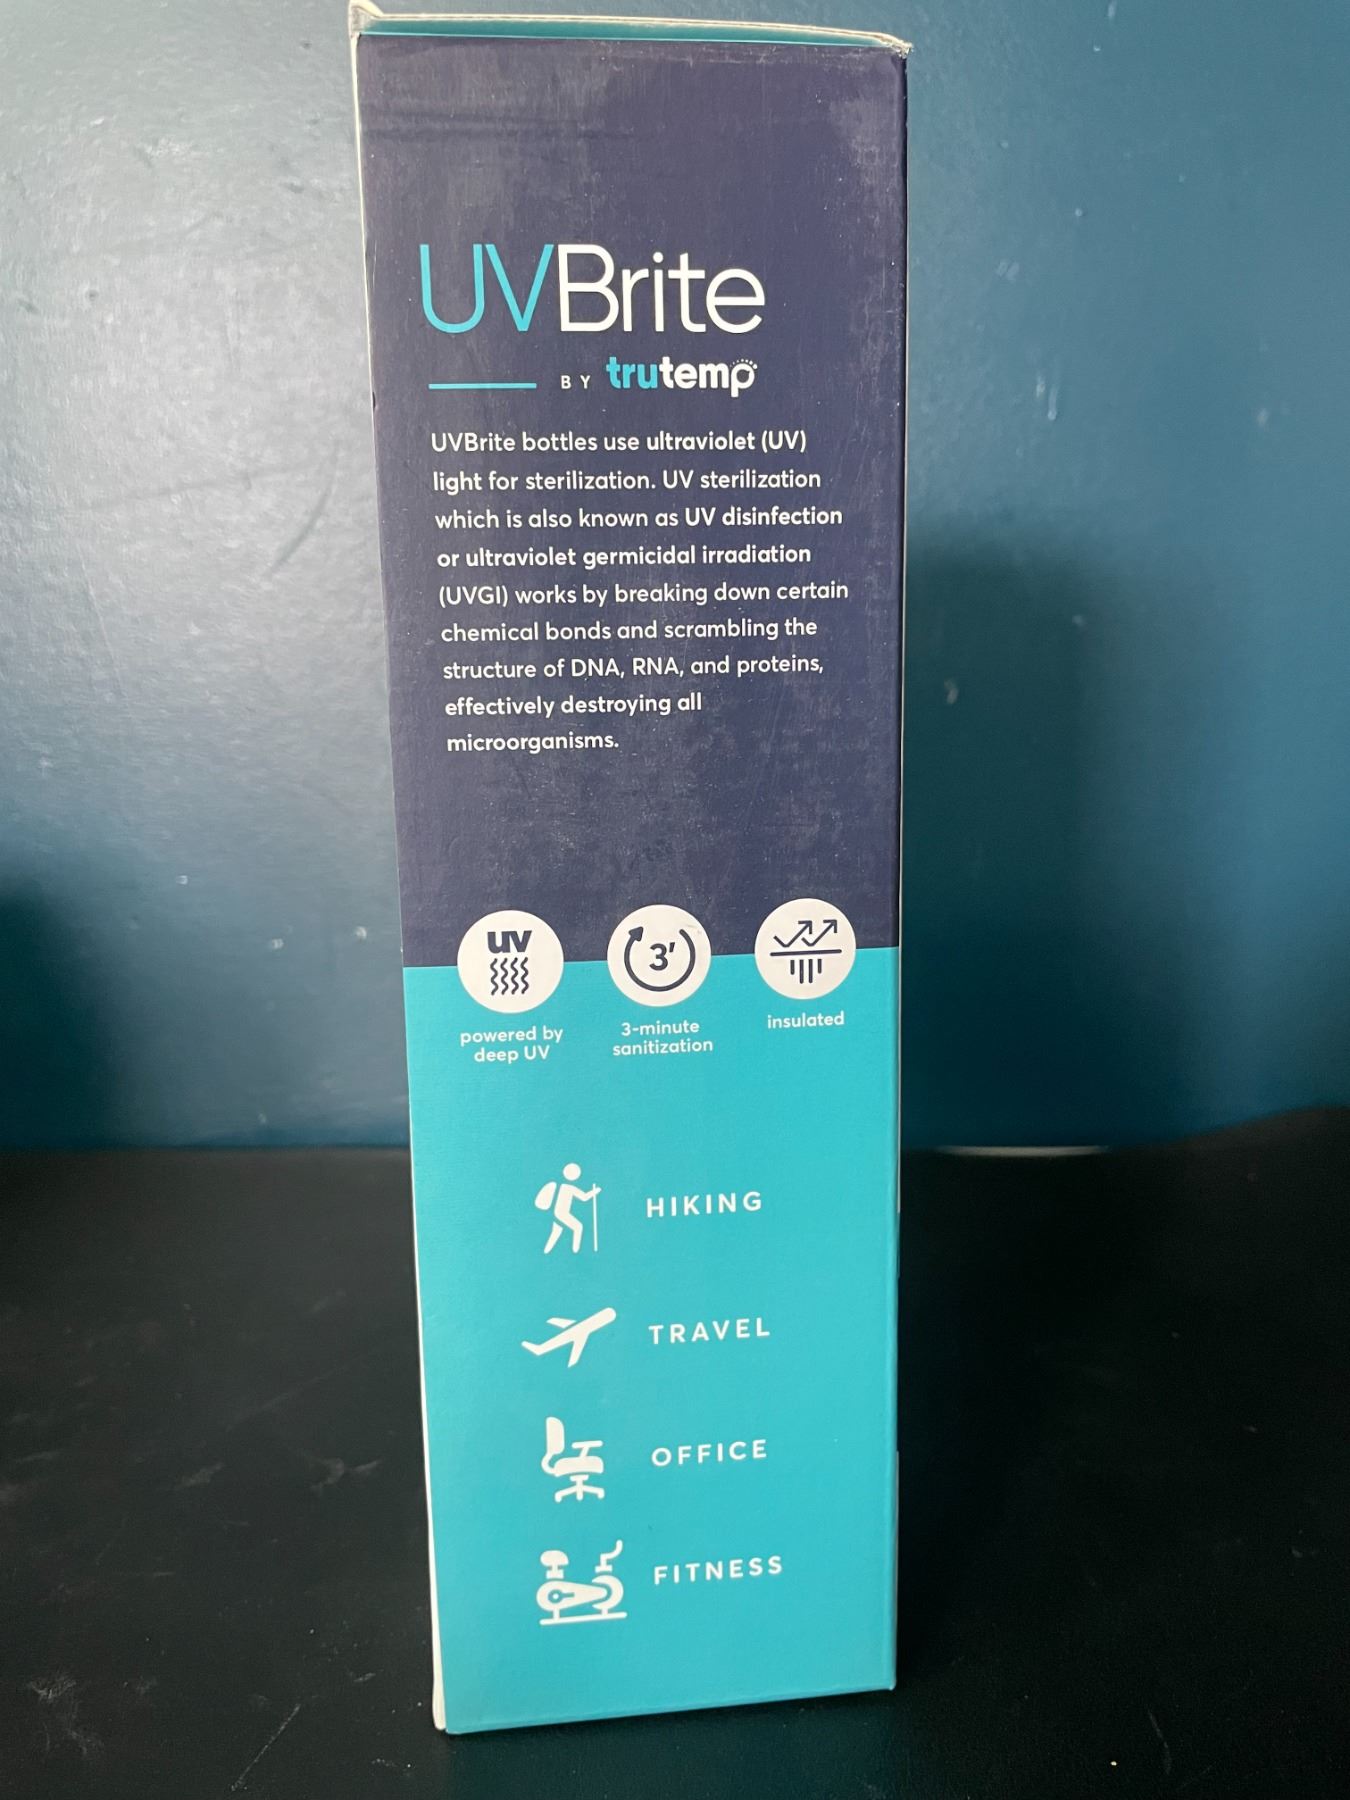 UVBrite
BY trutemp
UVBrite bottles use ultraviolet (UV)
light for sterilization. UV sterilization
which is also known as UV disinfection
or ultraviolet germicidal irradiation
(UVGI) works by breaking down certain
chemical bonds and scrambling the
structure of DNA, RNA, and proteins,
effectively destroying all
microorganisms.
UV
3'
powered by
deep UV
3-minute
sanitization
insulated
HIKING
TRAVEL
OFFICE
FITNESS